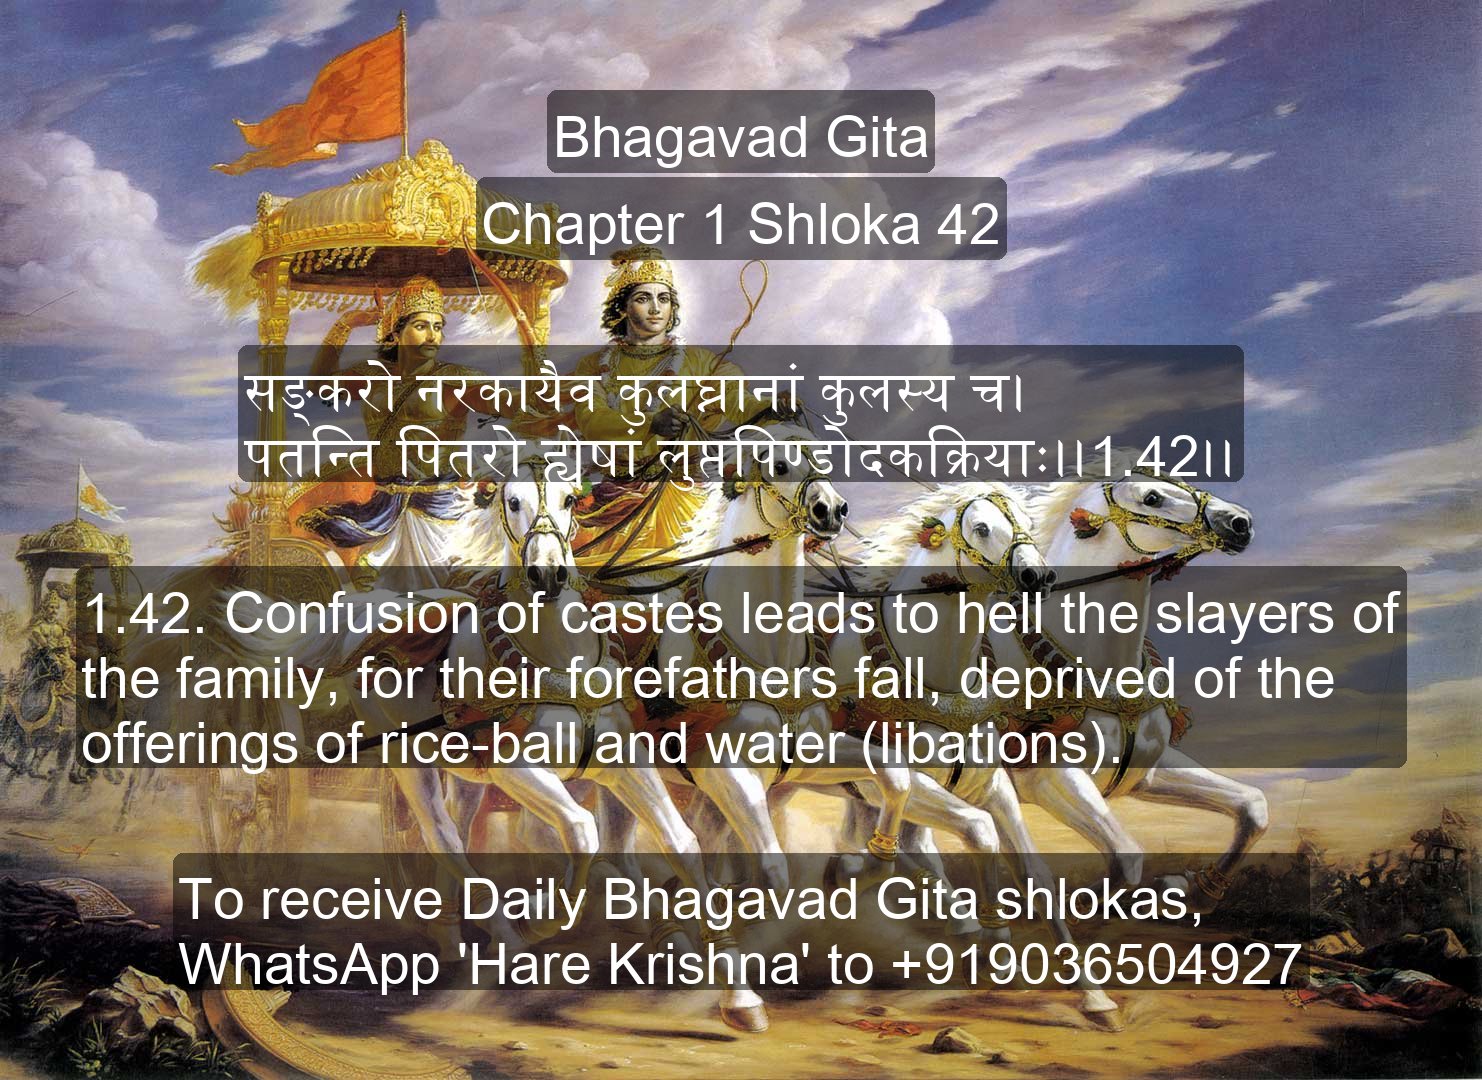 Bhagavad Gita
Chapter 1 Shloka 42
सङ्करो नरकायैव कुलघ्नानां कुलस्य च।
पतन्ति पितरो ह्येषां लुप्तपिण्डोदकक्रियाः।।1.42।।
1.42. Confusion of castes leads to hell the slayers of
the family, for their forefathers fall, deprived of the
offerings of rice-ball and water (libations).
To receive Daily Bhagavad Gita shlokas,
WhatsApp 'Hare Krishna' to +919036504927